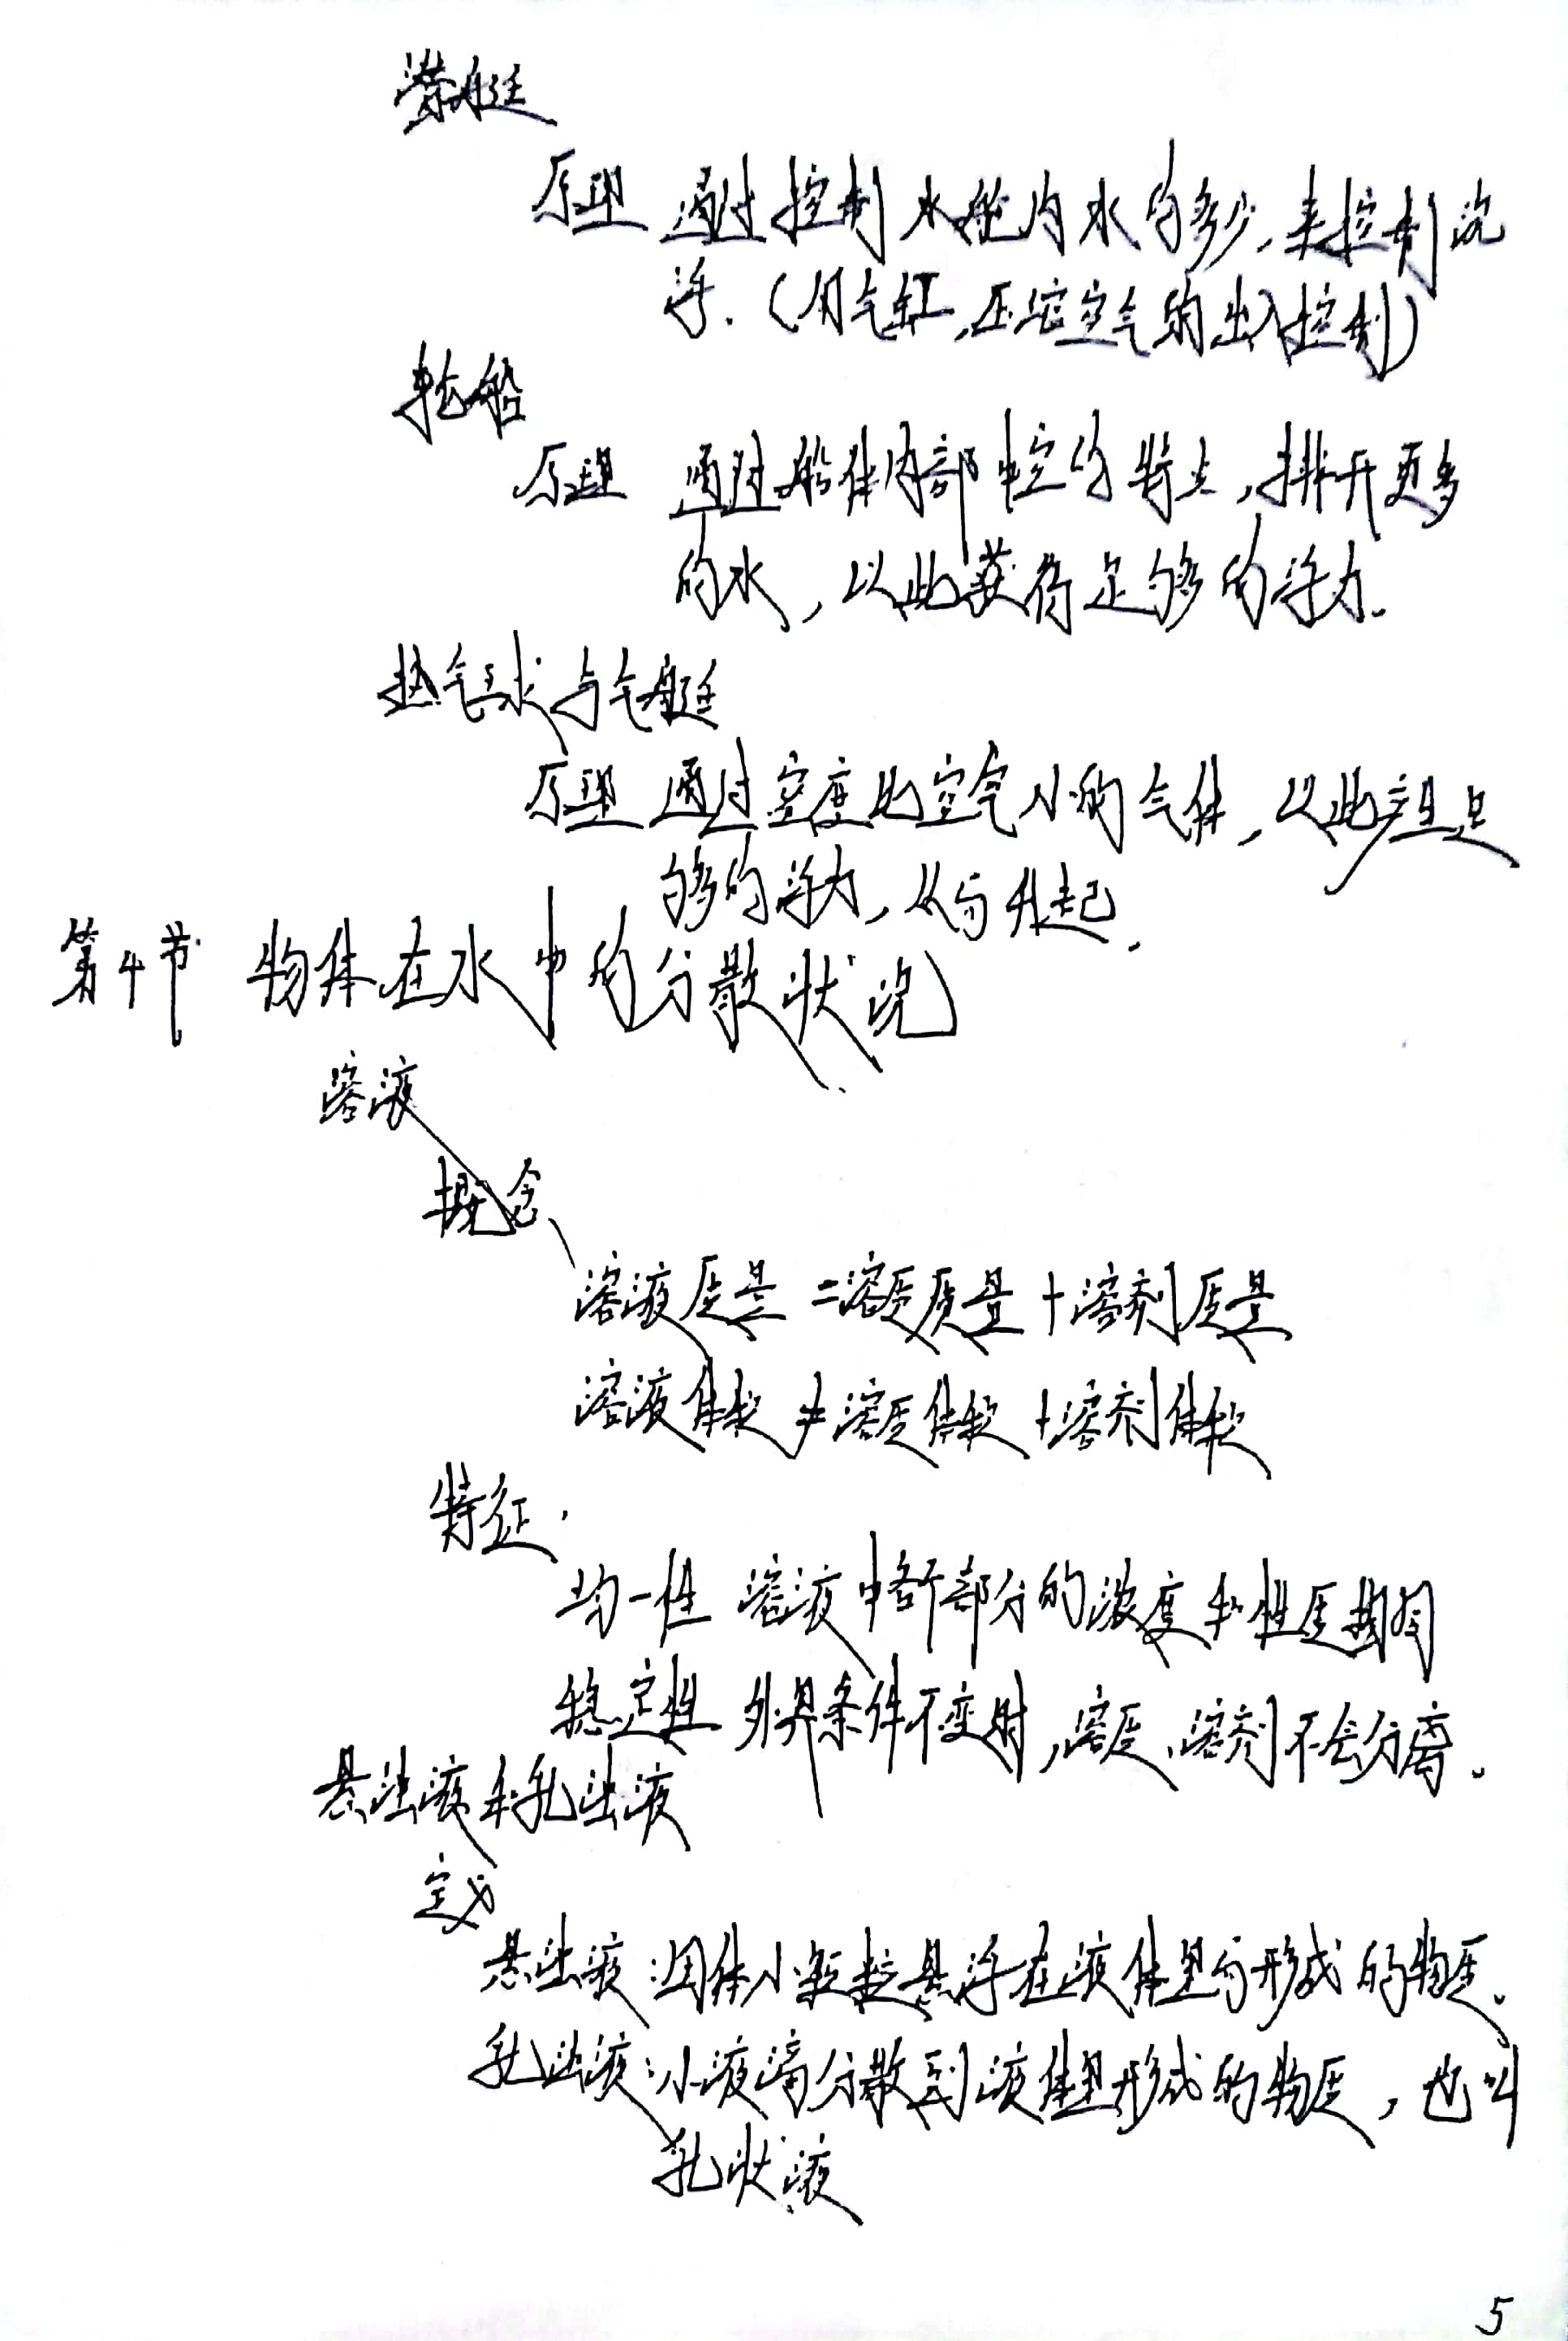 潜艇
原理 通过控制水舱内水的多少,来控制沉
浮.(用气缸,压缩空气的出入控制)
轮船
原理 通过船体内部中空的特点,排开更多
的水,以此获得足够的浮力.
热气球与气艇
原理 通过密度比空气小的气体,以此产生足
够的浮力,从而升起.
第4节 物体在水中的分散状况
溶液
概念
溶液质量=溶质质量+溶剂质量
溶液体积≠溶质体积+溶剂体积
特征.
均一性 溶液中各个部分的浓度和性质相同
稳定性 外界条件不变时,溶质、溶剂不会分离。
悬浊液和乳浊液
定义
悬浊液:固体小颗粒悬浮在液体里而形成的物质。
乳浊液:小液滴分散到液体里形成的物质,也叫
乳状液
5